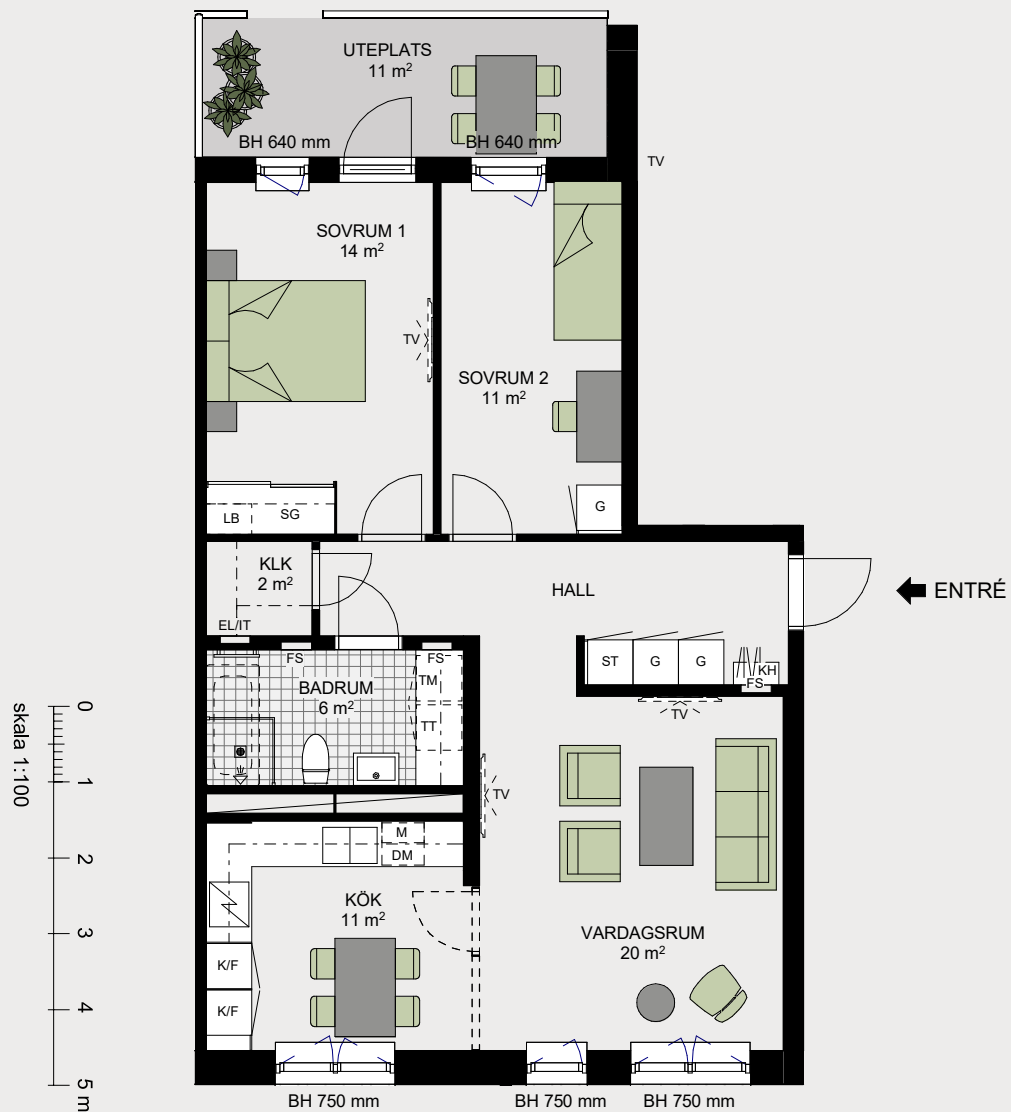 UTEPLATS
11 m²
BH 640 mm
BH 640 mm
TV
SOVRUM 1
14 m²
TV
SOVRUM 2
11 m²
LB
SG
G
KLK
2 m²
HALL
ENTRÉ
EL/IT
FS
FS
ST
G
G
KH
FS
BADRUM
6 m²
TM
TT
TV
TV
M
DM
KÖK
11 m²
VARDAGSRUM
20 m²
K/F
K/F
BH 750 mm
BH 750 mm
BH 750 mm
skala 1:100
0
1
2
3
4
5 m